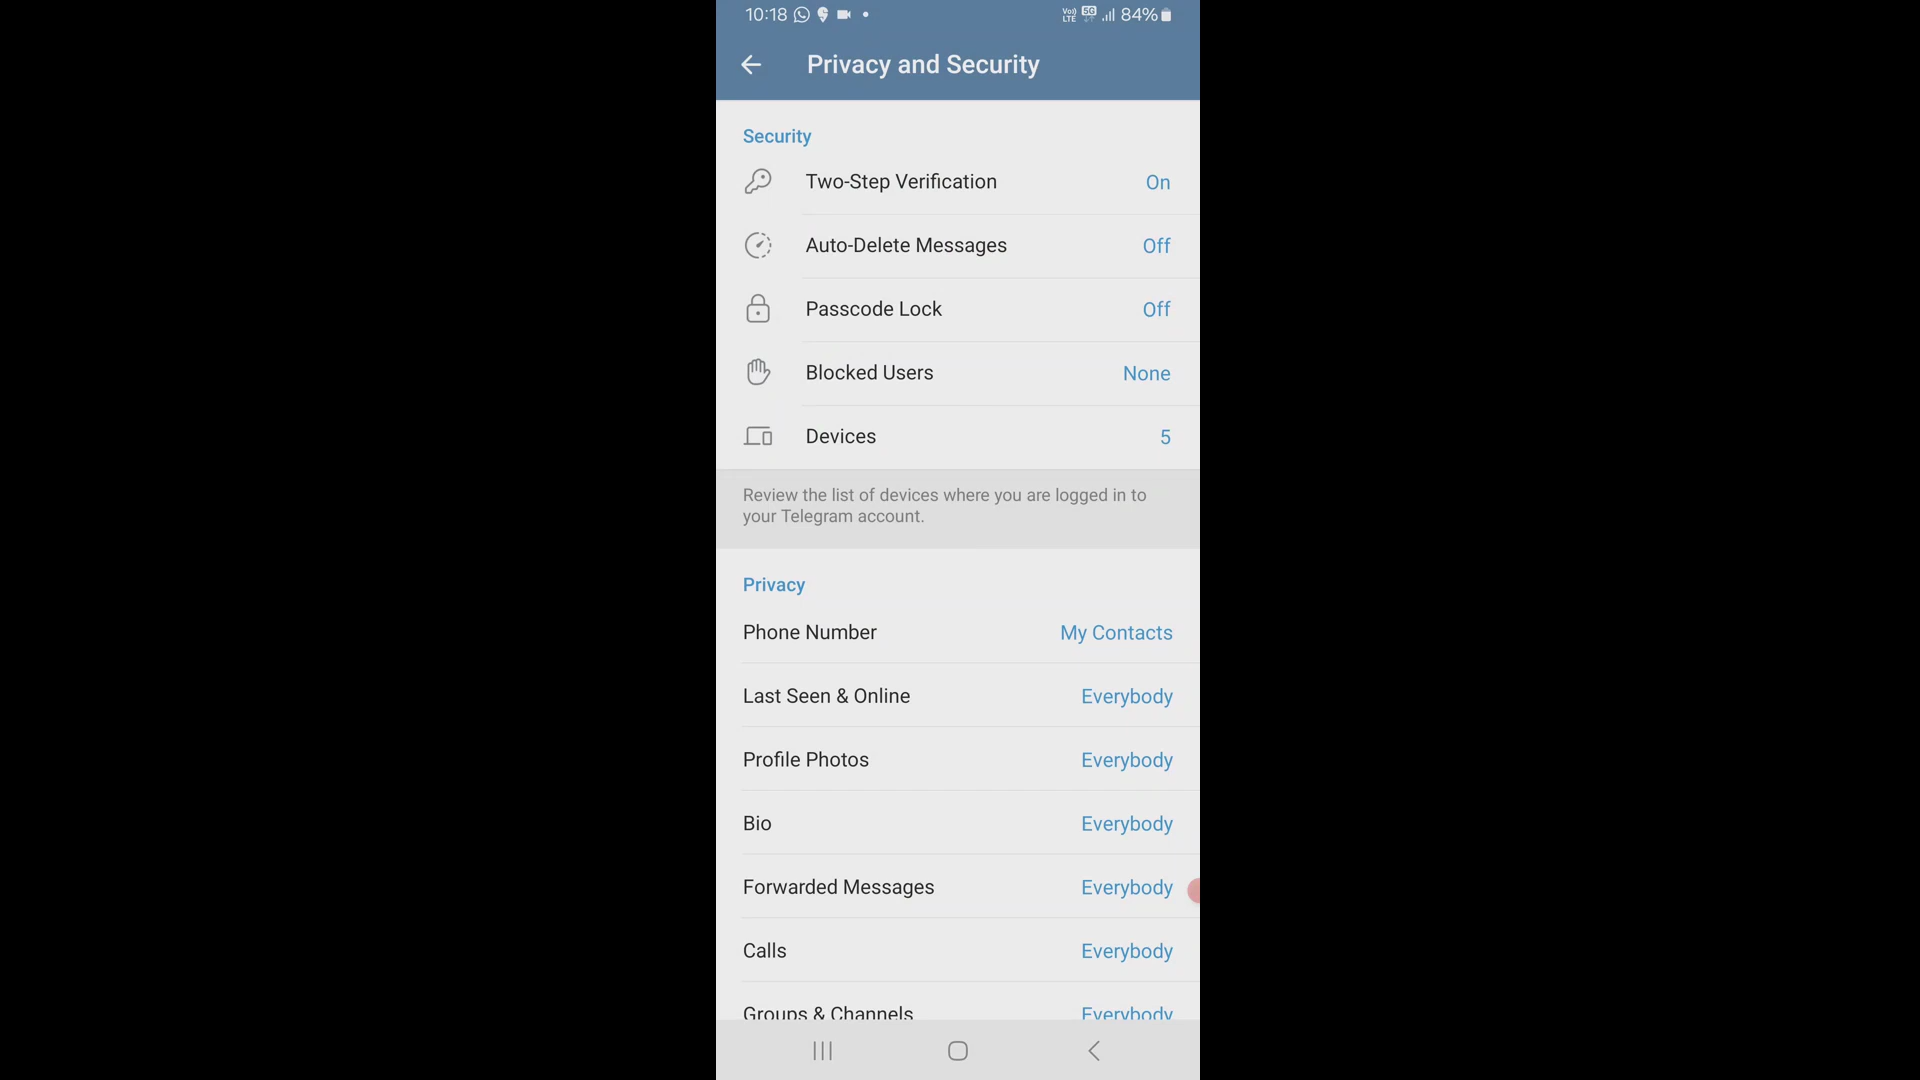 10:18 Vo)) LTE 5G 84%
Privacy and Security
Security
Two-Step Verification On
Auto-Delete Messages Off
Passcode Lock Off
Blocked Users None
Devices 5
Review the list of devices where you are logged in to
your Telegram account.
Privacy
Phone Number My Contacts
Last Seen & Online Everybody
Profile Photos Everybody
Bio Everybody
Forwarded Messages Everybody
Calls Everybody
Groups & Channels Everybody